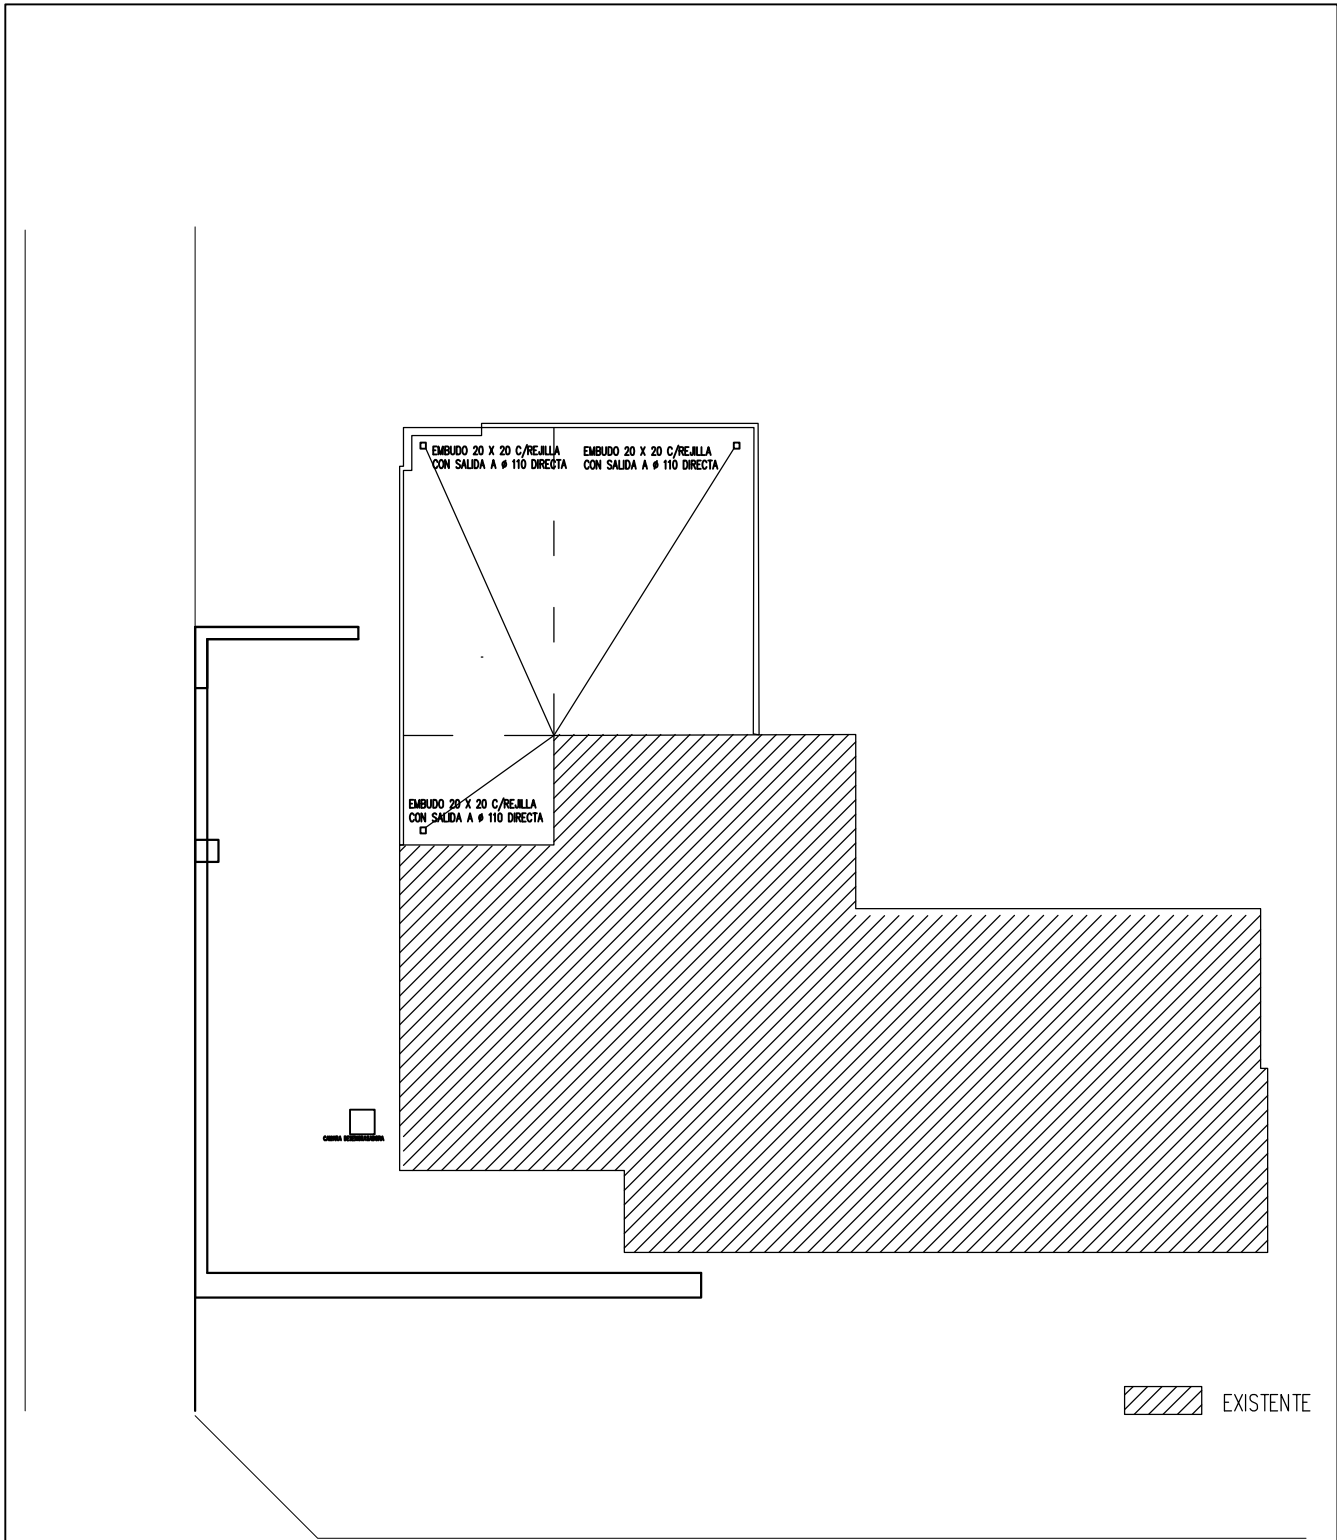 EMBUDO 20 X 20 C/REJILLA
CON SALIDA A ø 110 DIRECTA
EMBUDO 20 X 20 C/REJILLA
CON SALIDA A ø 110 DIRECTA
EMBUDO 20 X 20 C/REJILLA
CON SALIDA A ø 110 DIRECTA
EXISTENTE